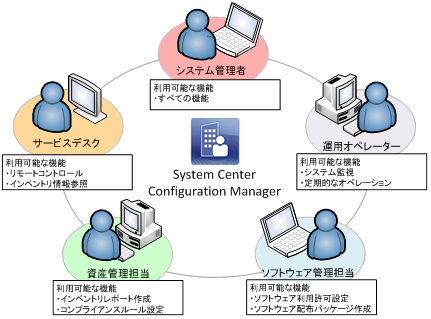 システム管理者
利用可能な機能
・すべての機能
サービスデスク
利用可能な機能
・リモートコントロール
・インベントリ情報参照
運用オペレーター
利用可能な機能
・システム監視
・定期的なオペレーション
System Center
Configuration Manager
資産管理担当
利用可能な機能
・インベントリレポート作成
・コンプライアンスルール設定
ソフトウェア管理担当
利用可能な機能
・ソフトウェア利用許可設定
・ソフトウェア配布パッケージ作成